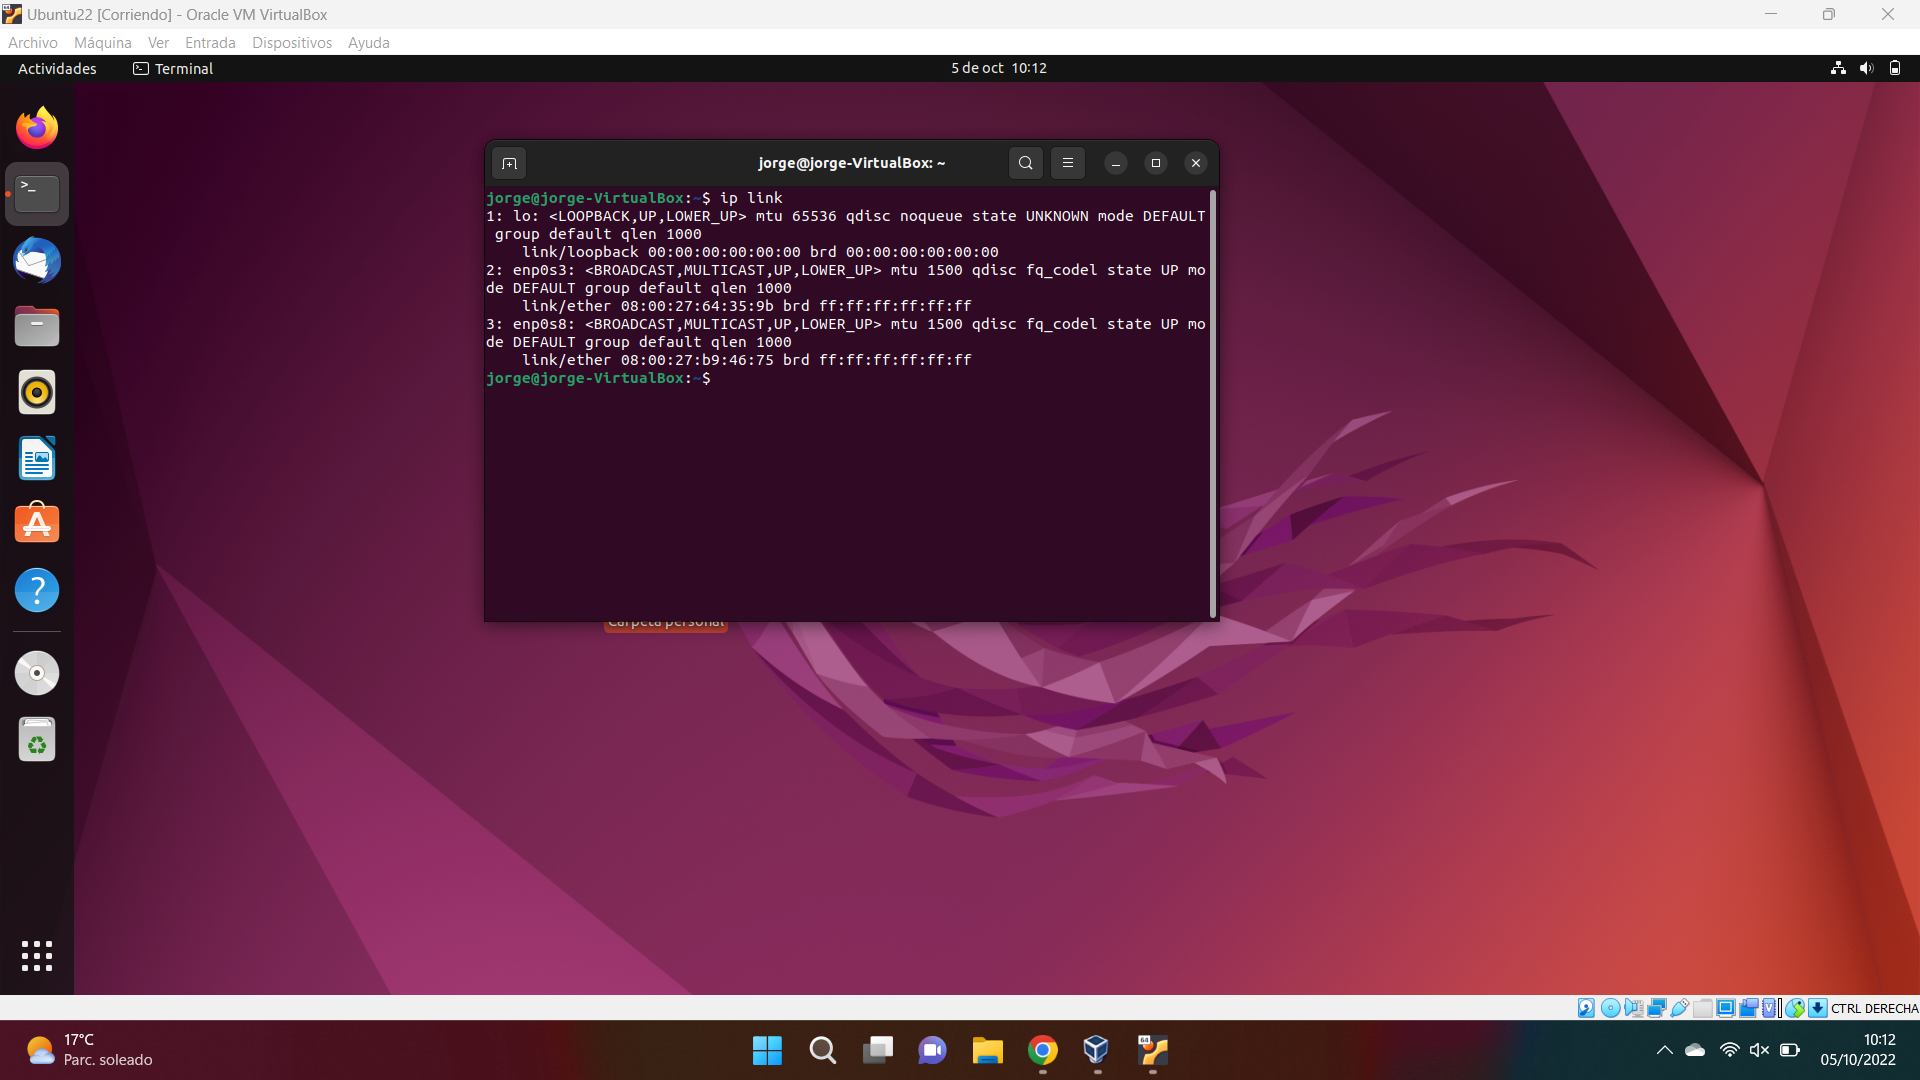 Ubuntu22 [Corriendo] - Oracle VM VirtualBox
Archivo Máquina Ver Entrada Dispositivos Ayuda
Actividades Terminal 5 de oct 10:12
jorge@jorge-VirtualBox: ~
jorge@jorge-VirtualBox:~$ ip link
1: lo: <LOOPBACK,UP,LOWER_UP> mtu 65536 qdisc noqueue state UNKNOWN mode DEFAULT
 group default qlen 1000
    link/loopback 00:00:00:00:00:00 brd 00:00:00:00:00:00
2: enp0s3: <BROADCAST,MULTICAST,UP,LOWER_UP> mtu 1500 qdisc fq_codel state UP mo
de DEFAULT group default qlen 1000
    link/ether 08:00:27:64:35:9b brd ff:ff:ff:ff:ff:ff
3: enp0s8: <BROADCAST,MULTICAST,UP,LOWER_UP> mtu 1500 qdisc fq_codel state UP mo
de DEFAULT group default qlen 1000
    link/ether 08:00:27:b9:46:75 brd ff:ff:ff:ff:ff:ff
jorge@jorge-VirtualBox:~$
Carpeta personal
CTRL DERECHA
17°C
Parc. soleado
10:12
05/10/2022